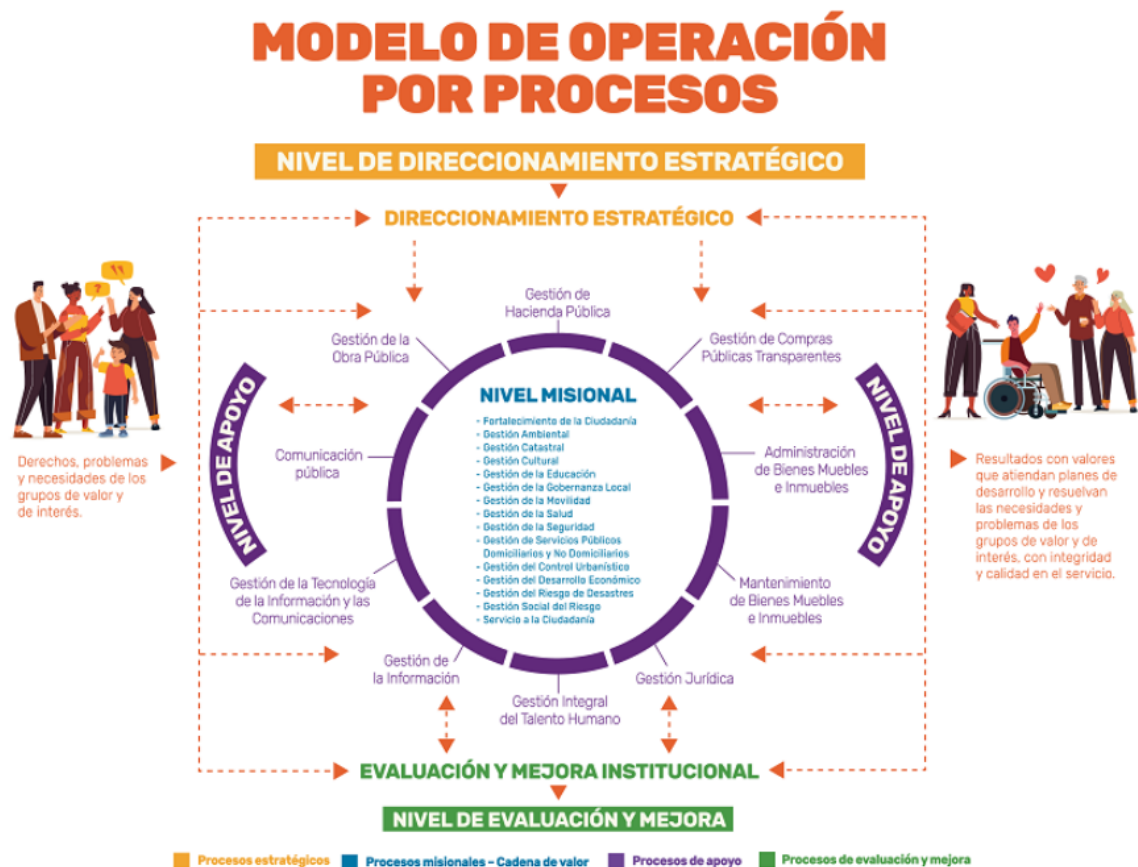 MODELO DE OPERACIÓN
POR PROCESOS
NIVEL DE DIRECCIONAMIENTO ESTRATÉGICO
DIRECCIONAMIENTO ESTRATÉGICO
?
Derechos, problemas
y necesidades de los
grupos de valor y
de interés.
NIVEL DE APOYO
Gestión de
Hacienda Pública
Gestión de la
Obra Pública
Gestión de Compras
Públicas Transparentes
Comunicación
pública
Administración
de Bienes Muebles
e Inmuebles
Gestión de la Tecnología
de la Información y las
Comunicaciones
Mantenimiento
de Bienes Muebles
e Inmuebles
Gestión de
la Información
Gestión Integral
del Talento Humano
Gestión Jurídica
NIVEL MISIONAL
- Fortalecimiento de la Ciudadanía
- Gestión Ambiental
- Gestión Catastral
- Gestión Cultural
- Gestión de la Educación
- Gestión de la Gobernanza Local
- Gestión de la Movilidad
- Gestión de la Salud
- Gestión de la Seguridad
- Gestión de Servicios Públicos
Domiciliarios y No Domiciliarios
- Gestión del Control Urbanístico
- Gestión del Desarrollo Económico
- Gestión del Riesgo de Desastres
- Gestión Social del Riesgo
- Servicio a la Ciudadanía
NIVEL DE APOYO
Resultados con valores
que atiendan planes de
desarrollo y resuelvan
las necesidades y
problemas de los
grupos de valor y de
interés, con integridad
y calidad en el servicio.
EVALUACIÓN Y MEJORA INSTITUCIONAL
NIVEL DE EVALUACIÓN Y MEJORA
Procesos estratégicos
Procesos misionales – Cadena de valor
Procesos de apoyo
Procesos de evaluación y mejora